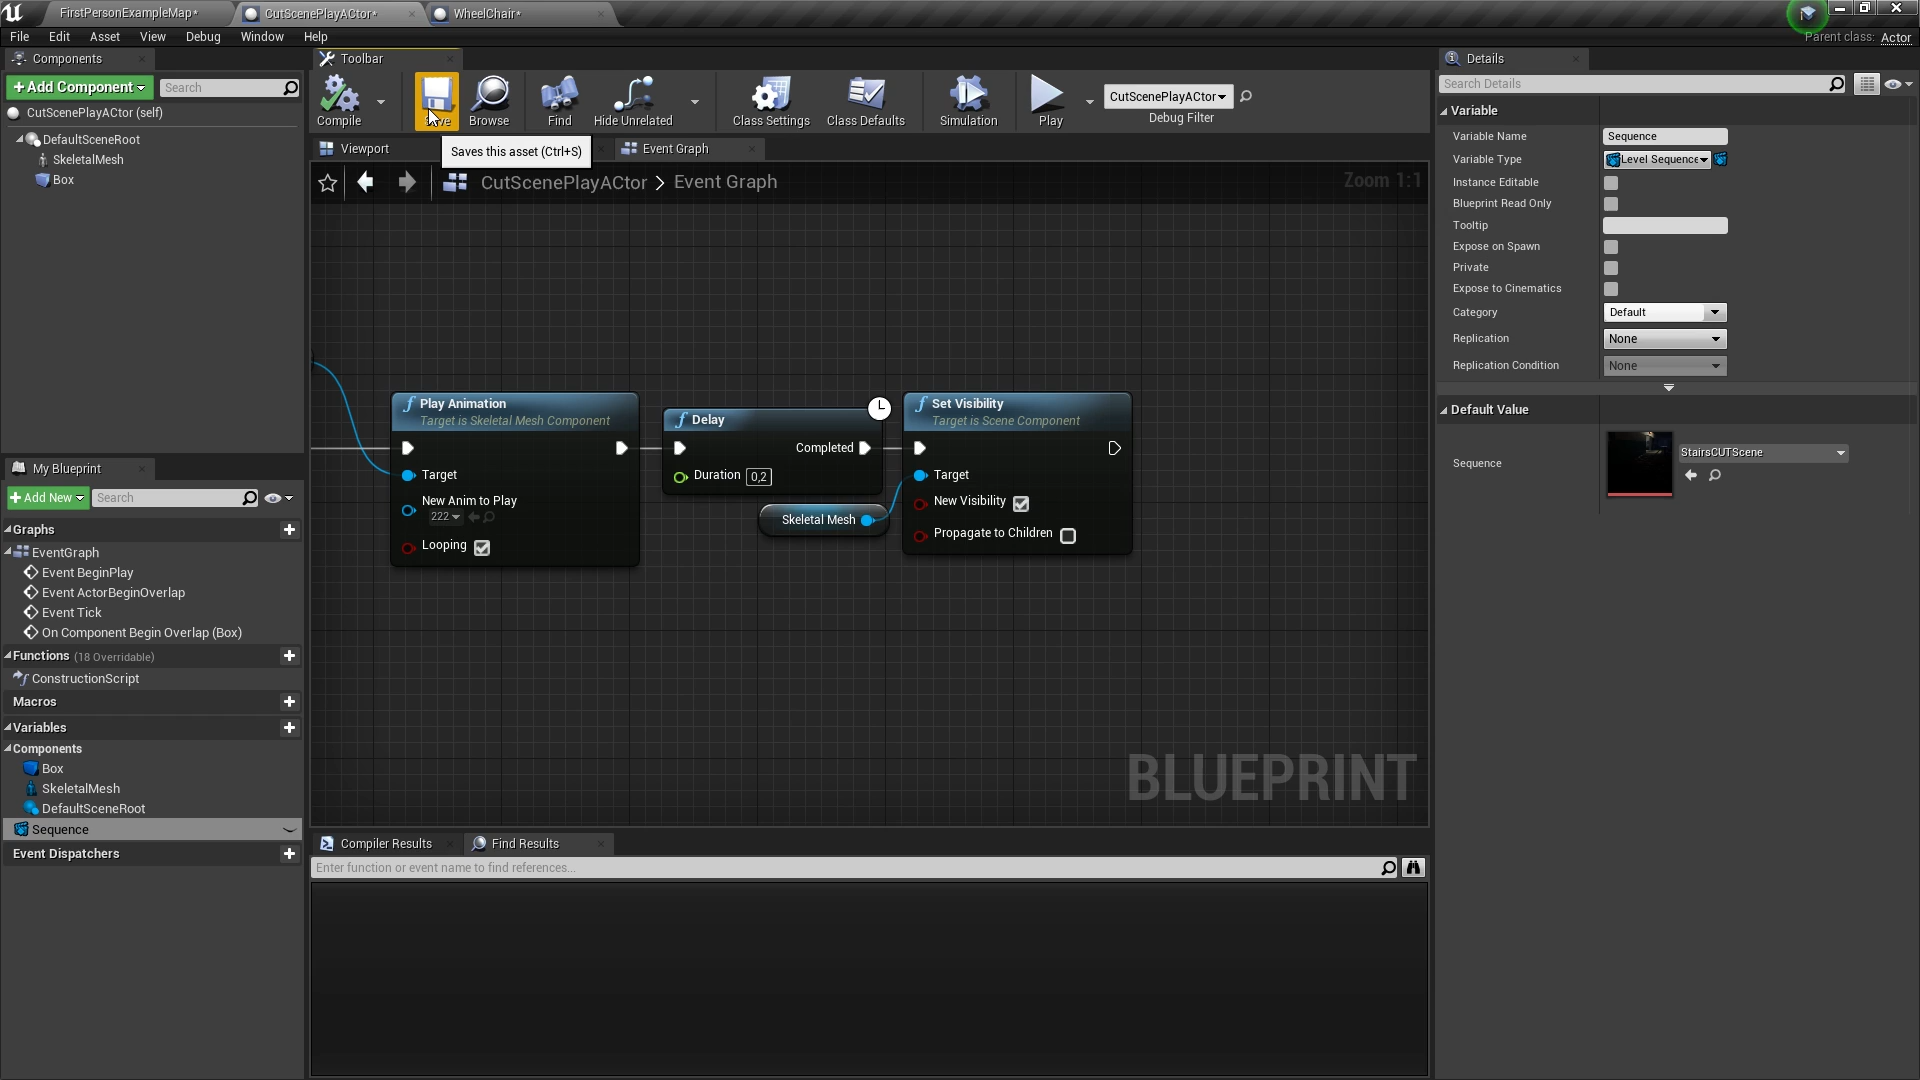 FirstPersonExampleMap*
CutScenePlayACtor*
WheelChair*
File Edit Asset View Debug Window Help
Parent class: Actor
Components
Toolbar
Details
+ Add Component
Search
CutScenePlayACtor (self)
DefaultSceneRoot
SkeletalMesh
Box
Compile
Save
Browse
Find
Hide Unrelated
Class Settings
Class Defaults
Simulation
Play
CutScenePlayACtor
Debug Filter
Viewport
Saves this asset (Ctrl+S)
Event Graph
CutScenePlayACtor > Event Graph
Zoom 1:1
Play Animation
Target is Skeletal Mesh Component
Target
New Anim to Play
222
Looping
Delay
Completed
Duration 0,2
Skeletal Mesh
Set Visibility
Target is Scene Component
Target
New Visibility
Propagate to Children
BLUEPRINT
My Blueprint
+ Add New
Search
Graphs
EventGraph
Event BeginPlay
Event ActorBeginOverlap
Event Tick
On Component Begin Overlap (Box)
Functions (18 Overridable)
ConstructionScript
Macros
Variables
Components
Box
SkeletalMesh
DefaultSceneRoot
Sequence
Event Dispatchers
Compiler Results
Find Results
Enter function or event name to find references...
Search Details
Variable
Variable Name Sequence
Variable Type Level Sequence
Instance Editable
Blueprint Read Only
Tooltip
Expose on Spawn
Private
Expose to Cinematics
Category Default
Replication None
Replication Condition None
Default Value
Sequence
StairsCUTScene